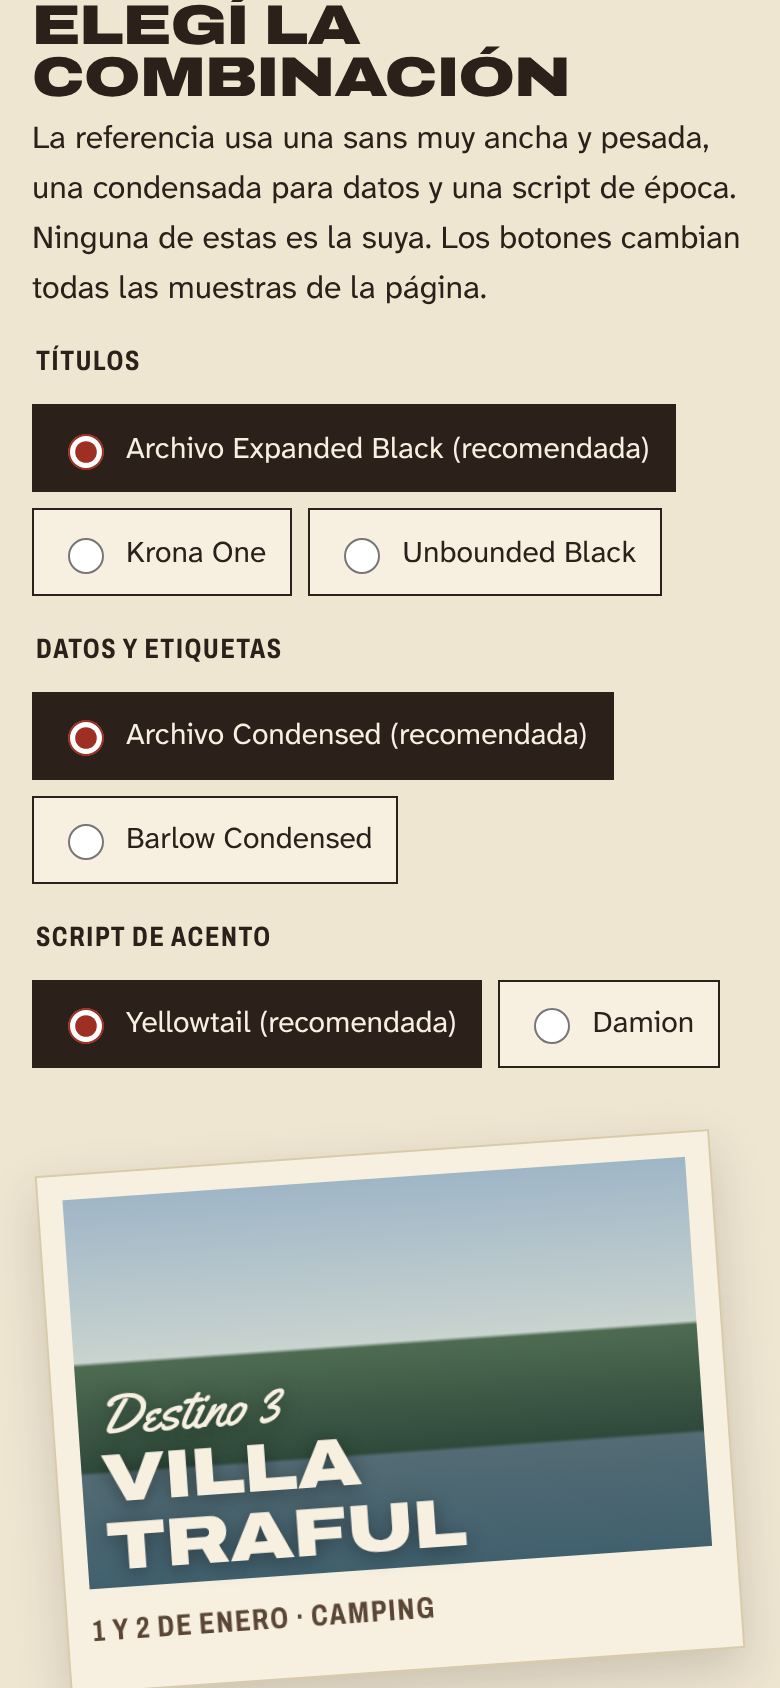 ELEGÍ LA
COMBINACIÓN
La referencia usa una sans muy ancha y pesada,
una condensada para datos y una script de época.
Ninguna de estas es la suya. Los botones cambian
todas las muestras de la página.
TÍTULOS
Archivo Expanded Black (recomendada)
Krona One
Unbounded Black
DATOS Y ETIQUETAS
Archivo Condensed (recomendada)
Barlow Condensed
SCRIPT DE ACENTO
Yellowtail (recomendada)
Damion
Destino 3
VILLA
TRAFUL
1 Y 2 DE ENERO · CAMPING